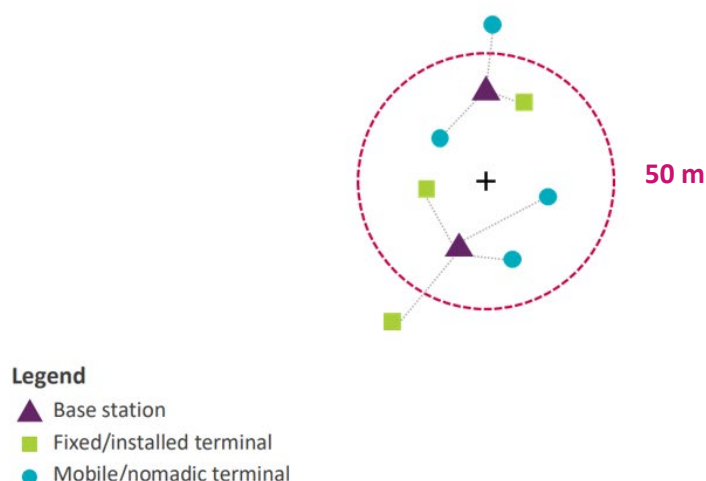 50 m
Legend
Base station
Fixed/installed terminal
Mobile/nomadic terminal